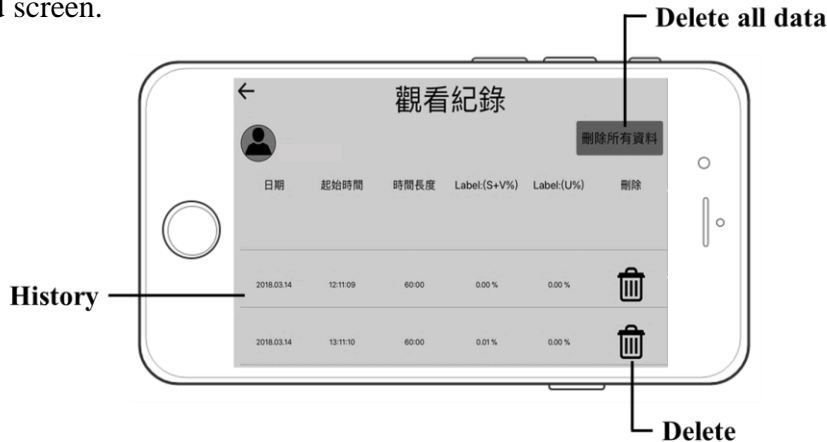 screen.
Delete all data
觀看紀錄
刪除所有資料
日期 起始時間 時間長度 Label:(S+V%) Label:(U%) 刪除
History
2018.03.14 12:11:09 60:00 0.00 % 0.00 %
2018.03.14 13:11:10 60:00 0.01 % 0.00 %
Delete